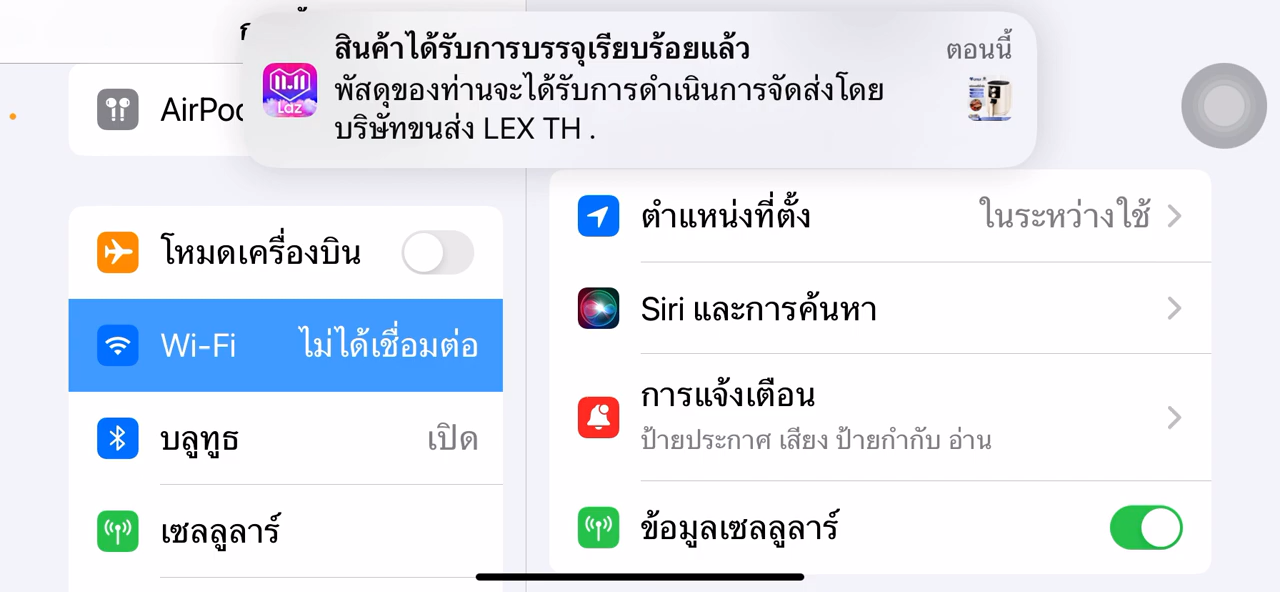 สินค้าได้รับการบรรจุเรียบร้อยแล้ว
ตอนนี้
พัสดุของท่านจะได้รับการดำเนินการจัดส่งโดย
บริษัทขนส่ง LEX TH .
11.11
Laz
AirPo
โหมดเครื่องบิน
Wi-Fi ไม่ได้เชื่อมต่อ
บลูทูธ เปิด
เซลลูลาร์
ตำแหน่งที่ตั้ง ในระหว่างใช้
Siri และการค้นหา
การแจ้งเตือน
ป้ายประกาศ เสียง ป้ายกำกับ อ่าน
ข้อมูลเซลลูลาร์